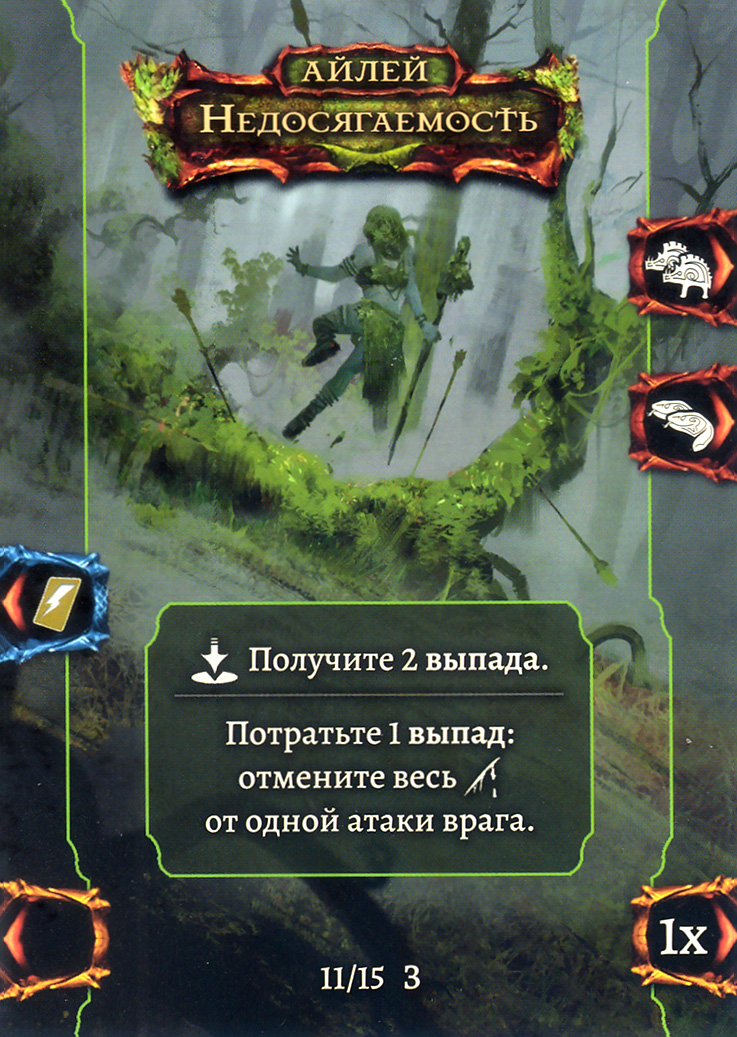 АЙЛЕЙ
НЕДОСЯГАЕМОСТЬ
Получите 2 выпада.
Потратьте 1 выпад:
отмените весь
от одной атаки врага.
1x
11/15 3